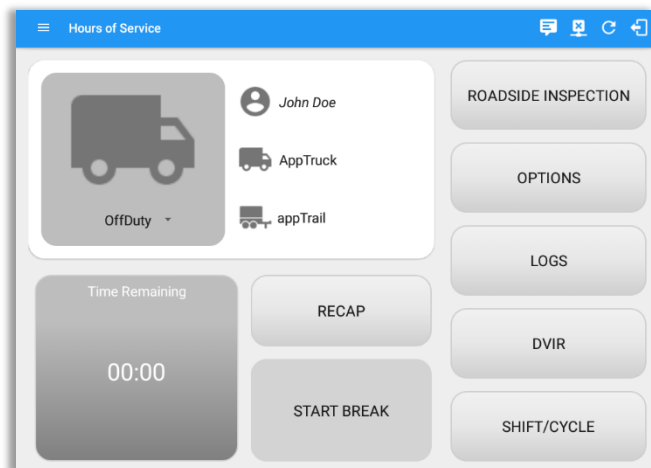 Hours of Service
John Doe
AppTruck
appTrail
OffDuty
ROADSIDE INSPECTION
OPTIONS
LOGS
DVIR
SHIFT/CYCLE
Time Remaining
00:00
RECAP
START BREAK